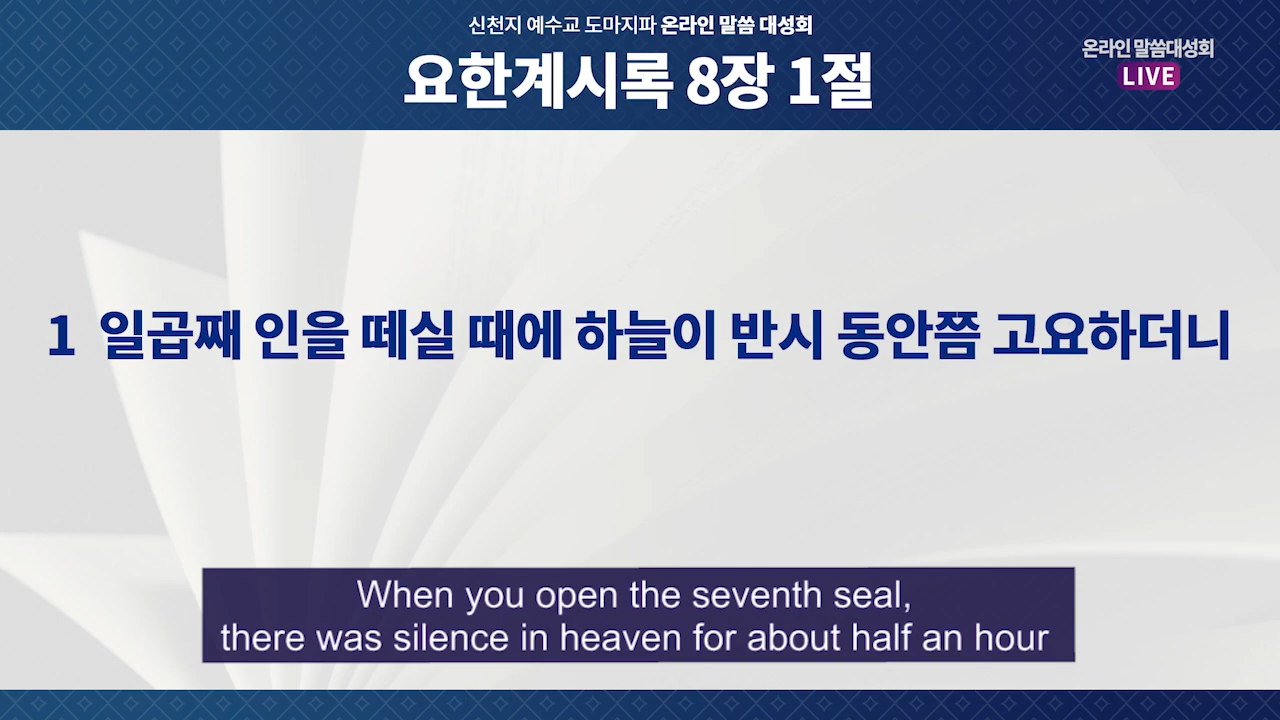 신천지 예수교 도마지파 온라인 말씀 대성회
요한계시록 8장 1절
온라인 말씀대성회
LIVE
1 일곱째 인을 떼실 때에 하늘이 반시 동안쯤 고요하더니
When you open the seventh seal,
there was silence in heaven for about half an hour